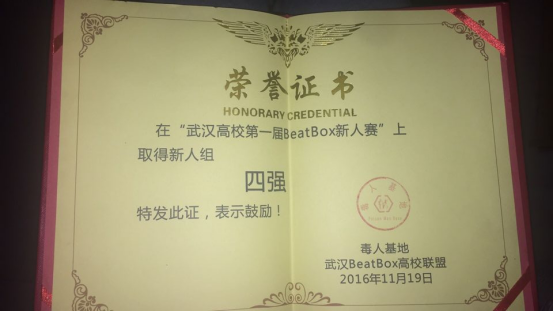 荣誉证书
HONORARY CREDENTIAL
在“武汉高校第一届BeatBox新人赛”上
取得新人组
四强
特发此证，表示鼓励！
毒人基地
武汉BeatBox高校联盟
2016年11月19日